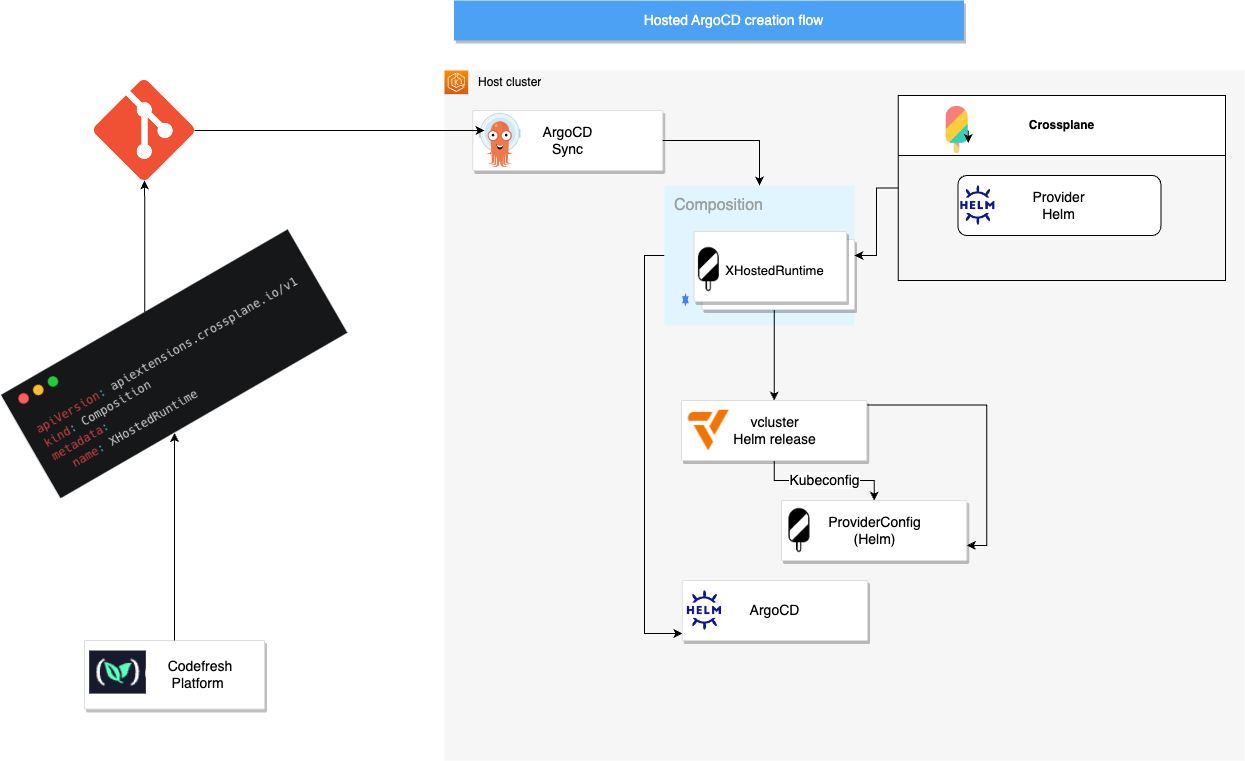 Hosted ArgoCD creation flow
Host cluster
ArgoCD
Sync
Crossplane
HELM
Provider
Helm
Composition
XHostedRuntime
apiVersion: apiextensions.crossplane.io/v1
kind: Composition
metadata:
name: XHostedRuntime
vcluster
Helm release
Kubeconfig
ProviderConfig
(Helm)
HELM
ArgoCD
Codefresh
Platform